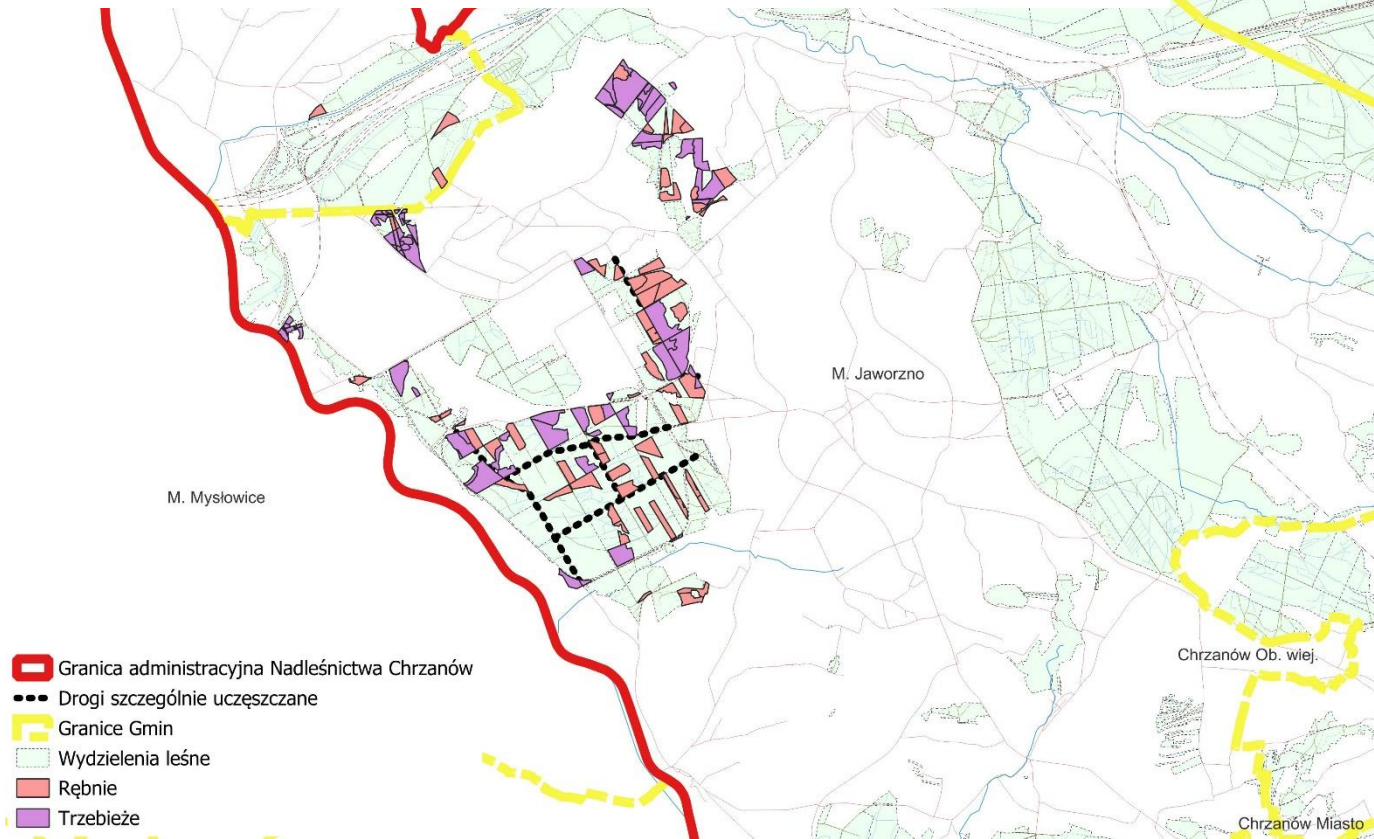 M. Jaworzno
M. Mysłowice
Chrzanów Ob. wiej.
Chrzanów Miasto
Granica administracyjna Nadleśnictwa Chrzanów
Drogi szczególnie uczęszczane
Granice Gmin
Wydzielenia leśne
Rębnie
Trzebieże